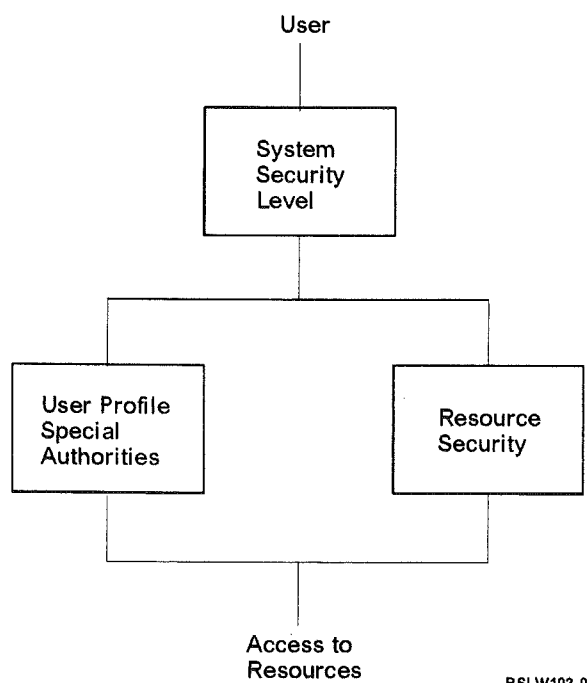 User
System
Security
Level
User Profile
Special
Authorities
Resource
Security
Access to
Resources